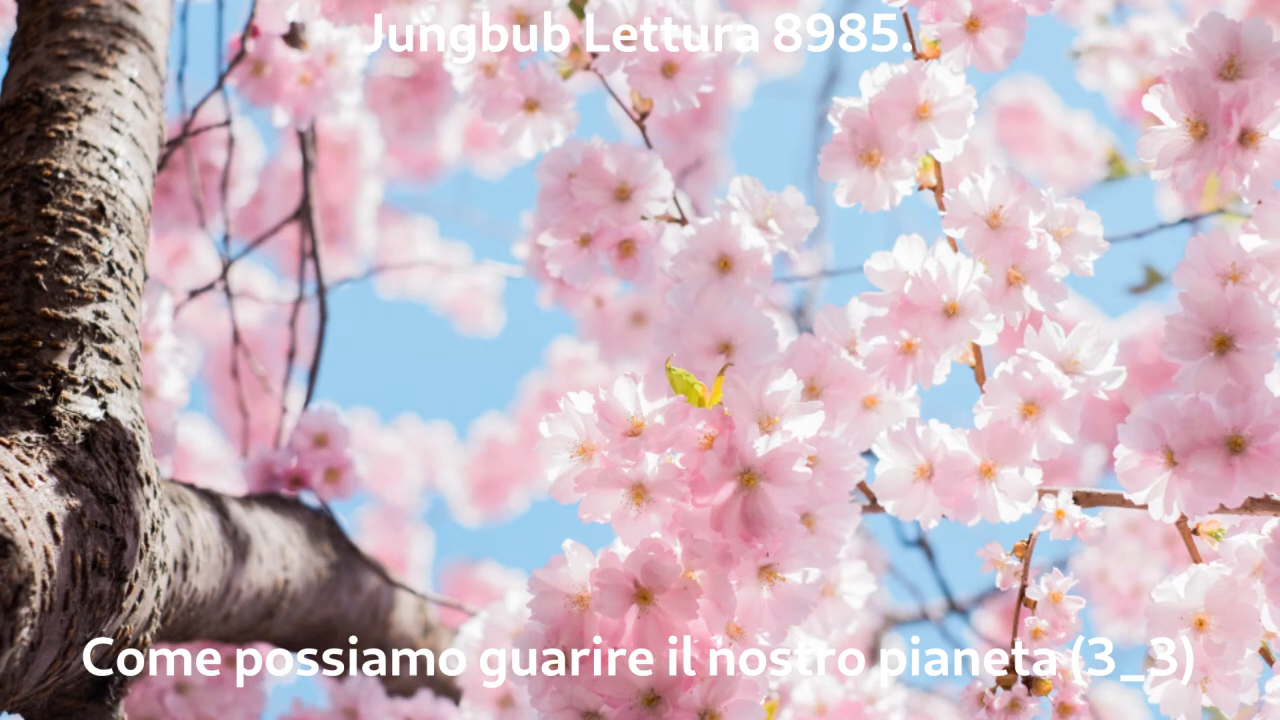 Jungbub Lettura 8985.
Come possiamo guarire il nostro pianeta (3_3)